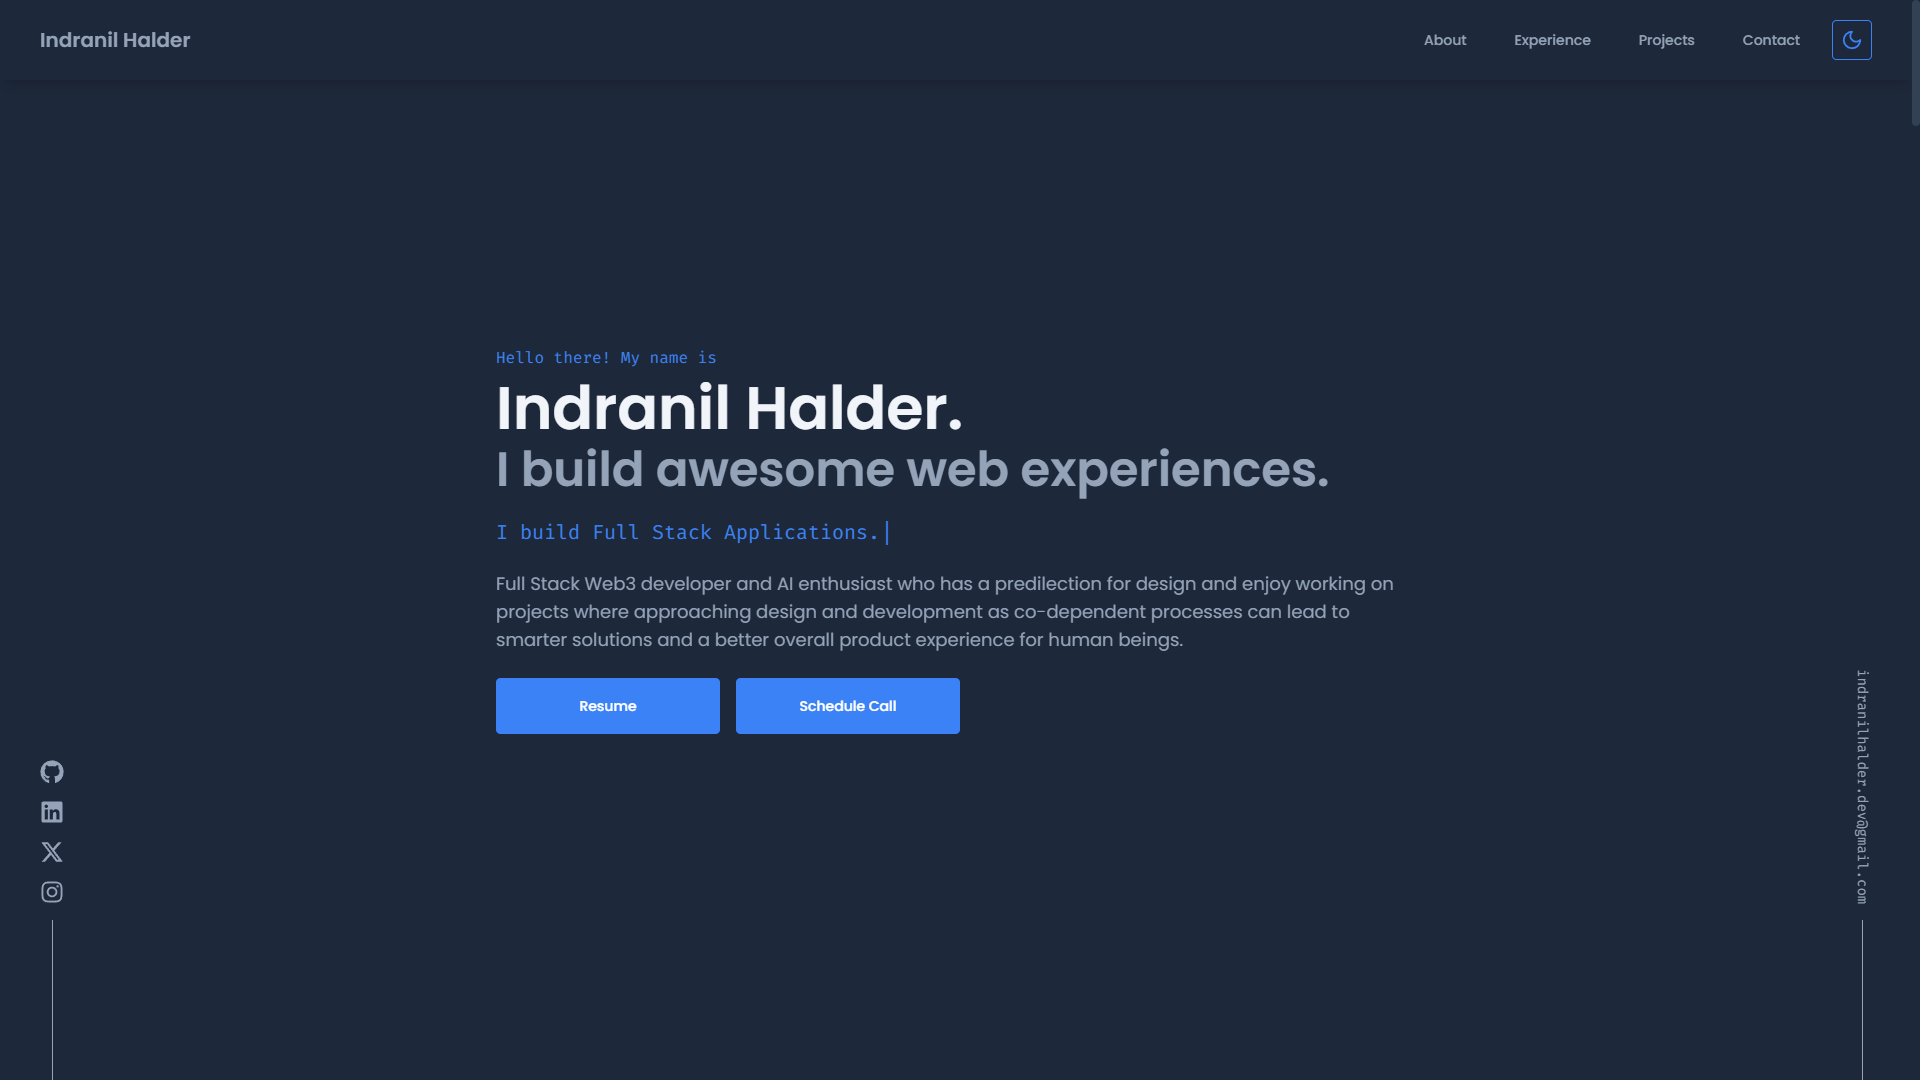 Indranil Halder
About
Experience
Projects
Contact
Hello there! My name is
Indranil Halder.
I build awesome web experiences.
I build Full Stack Applications.
Full Stack Web3 developer and AI enthusiast who has a predilection for design and enjoy working on
projects where approaching design and development as co-dependent processes can lead to
smarter solutions and a better overall product experience for human beings.
Resume
Schedule Call
indranilhalder.dev@gmail.com